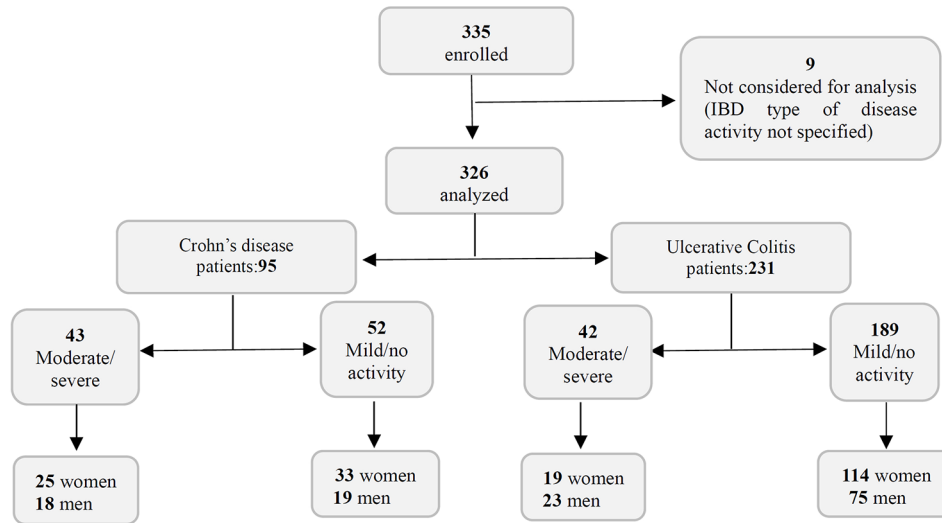 335
enrolled
9
Not considered for analysis
(IBD type of disease
activity not specified)
326
analyzed
Crohn’s disease
patients:95
Ulcerative Colitis
patients:231
43
Moderate/
severe
52
Mild/no
activity
42
Moderate/
severe
189
Mild/no
activity
25 women
18 men
33 women
19 men
19 women
23 men
114 women
75 men